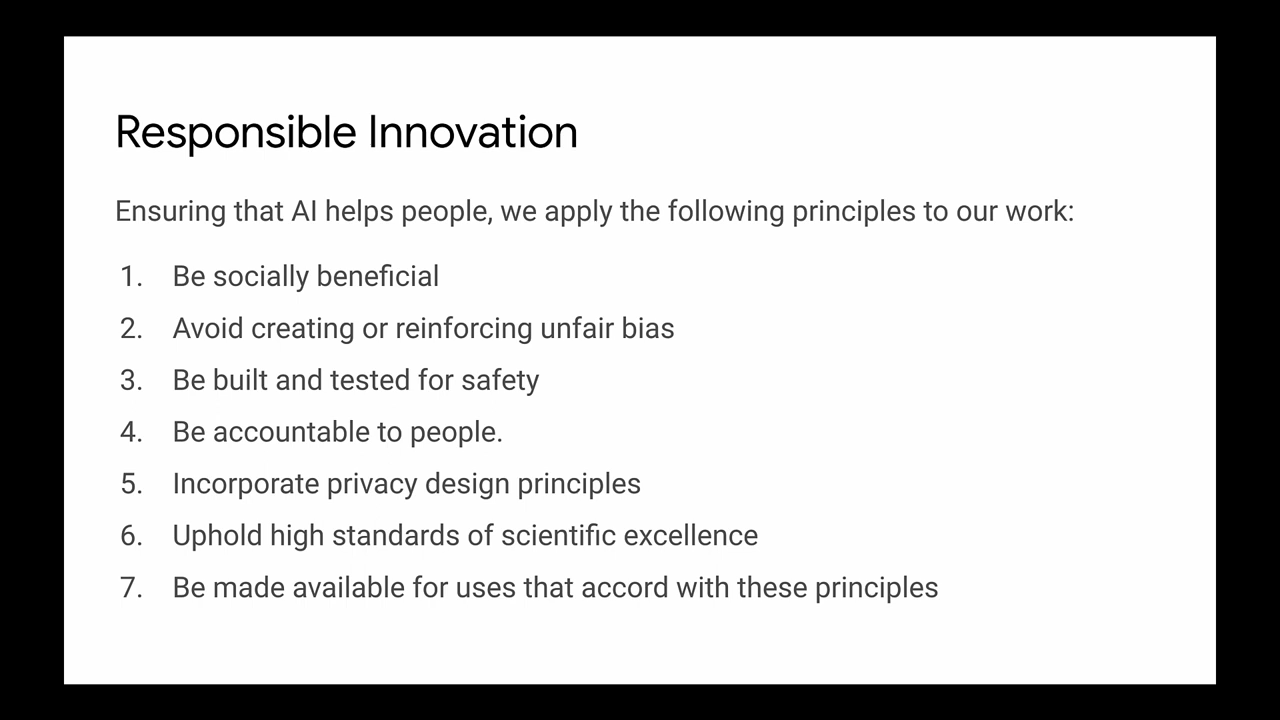 Responsible Innovation
Ensuring that AI helps people, we apply the following principles to our work:
1. Be socially beneficial
2. Avoid creating or reinforcing unfair bias
3. Be built and tested for safety
4. Be accountable to people.
5. Incorporate privacy design principles
6. Uphold high standards of scientific excellence
7. Be made available for uses that accord with these principles